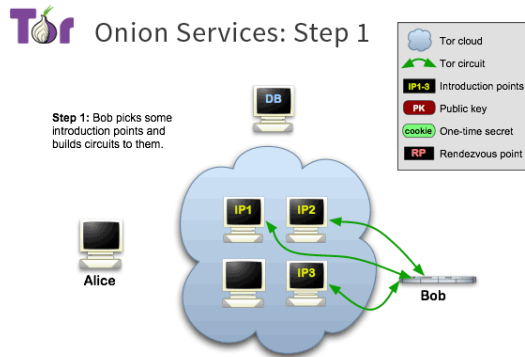 Tor Onion Services: Step 1
Tor cloud
Tor circuit
IP1-3 Introduction points
PK Public key
cookie One-time secret
RP Rendezvous point
DB
Step 1: Bob picks some
introduction points and
builds circuits to them.
IP1 IP2
Alice
IP3
Bob